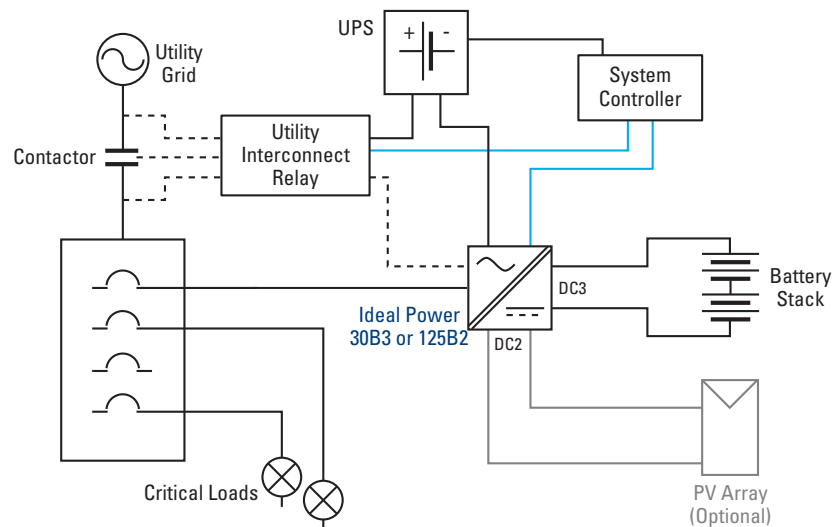 UPS
+ -
Utility
Grid
System
Controller
Contactor
Utility
Interconnect
Relay
DC3
Battery
Stack
Ideal Power
30B3 or 125B2
DC2
Critical Loads
PV Array
(Optional)